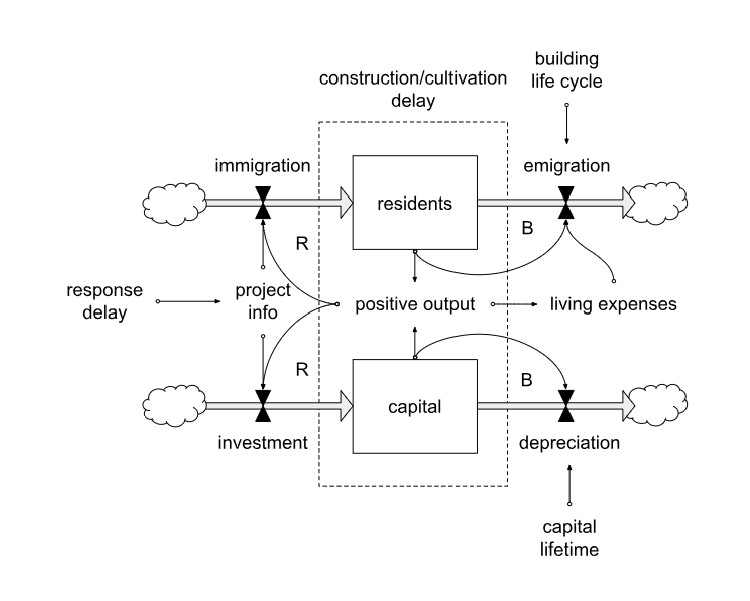 building
life cycle
construction/cultivation
delay
immigration
emigration
residents
R
B
response
delay
project
info
positive output
living expenses
R
B
capital
investment
depreciation
capital
lifetime